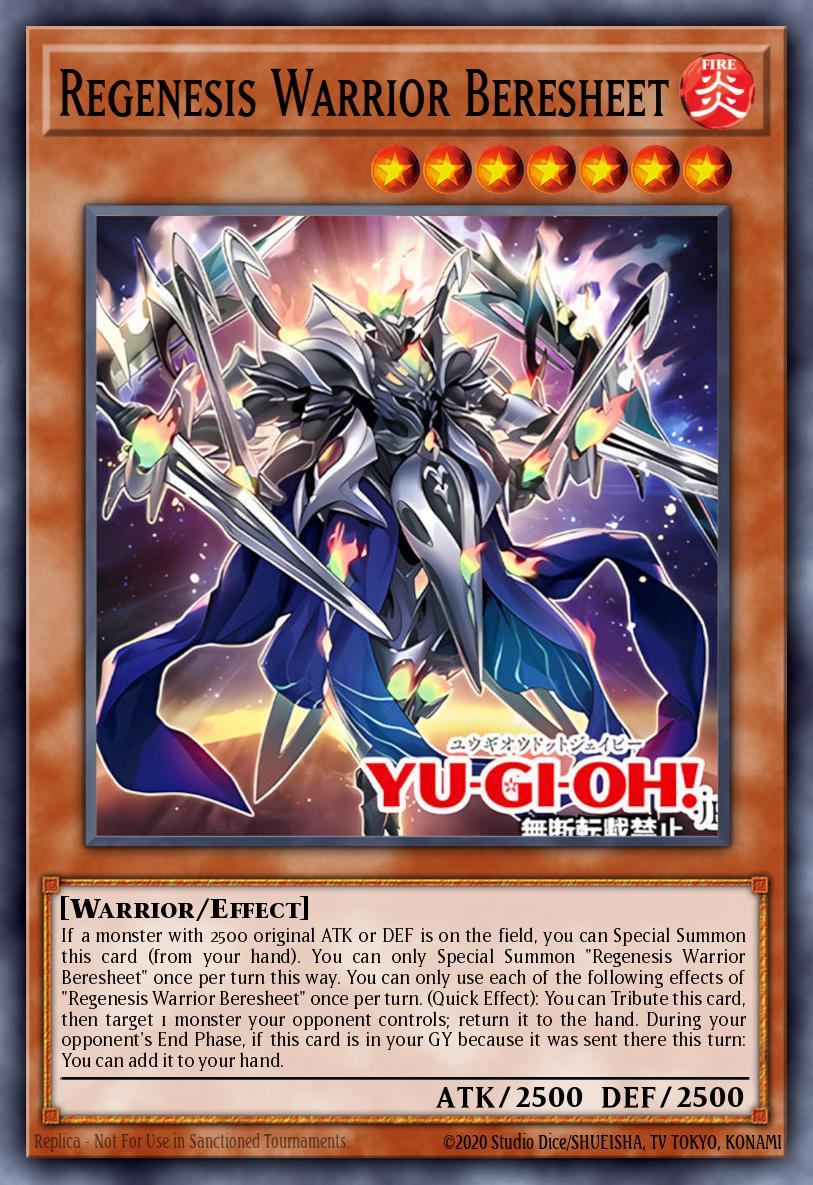 REGENESIS WARRIOR BERESHEET
FIRE
炎
ユウギオウドットジェイピー
YU-GI-OH!
無断転載禁止
[WARRIOR/EFFECT]
If a monster with 2500 original ATK or DEF is on the field, you can Special Summon
this card (from your hand). You can only Special Summon "Regenesis Warrior
Beresheet" once per turn this way. You can only use each of the following effects of
"Regenesis Warrior Beresheet" once per turn. (Quick Effect): You can Tribute this card,
then target 1 monster your opponent controls; return it to the hand. During your
opponent's End Phase, if this card is in your GY because it was sent there this turn:
You can add it to your hand.
ATK/2500 DEF/2500
Replica - Not For Use in Sanctioned Tournaments.
©2020 Studio Dice/SHUEISHA, TV TOKYO, KONAMI